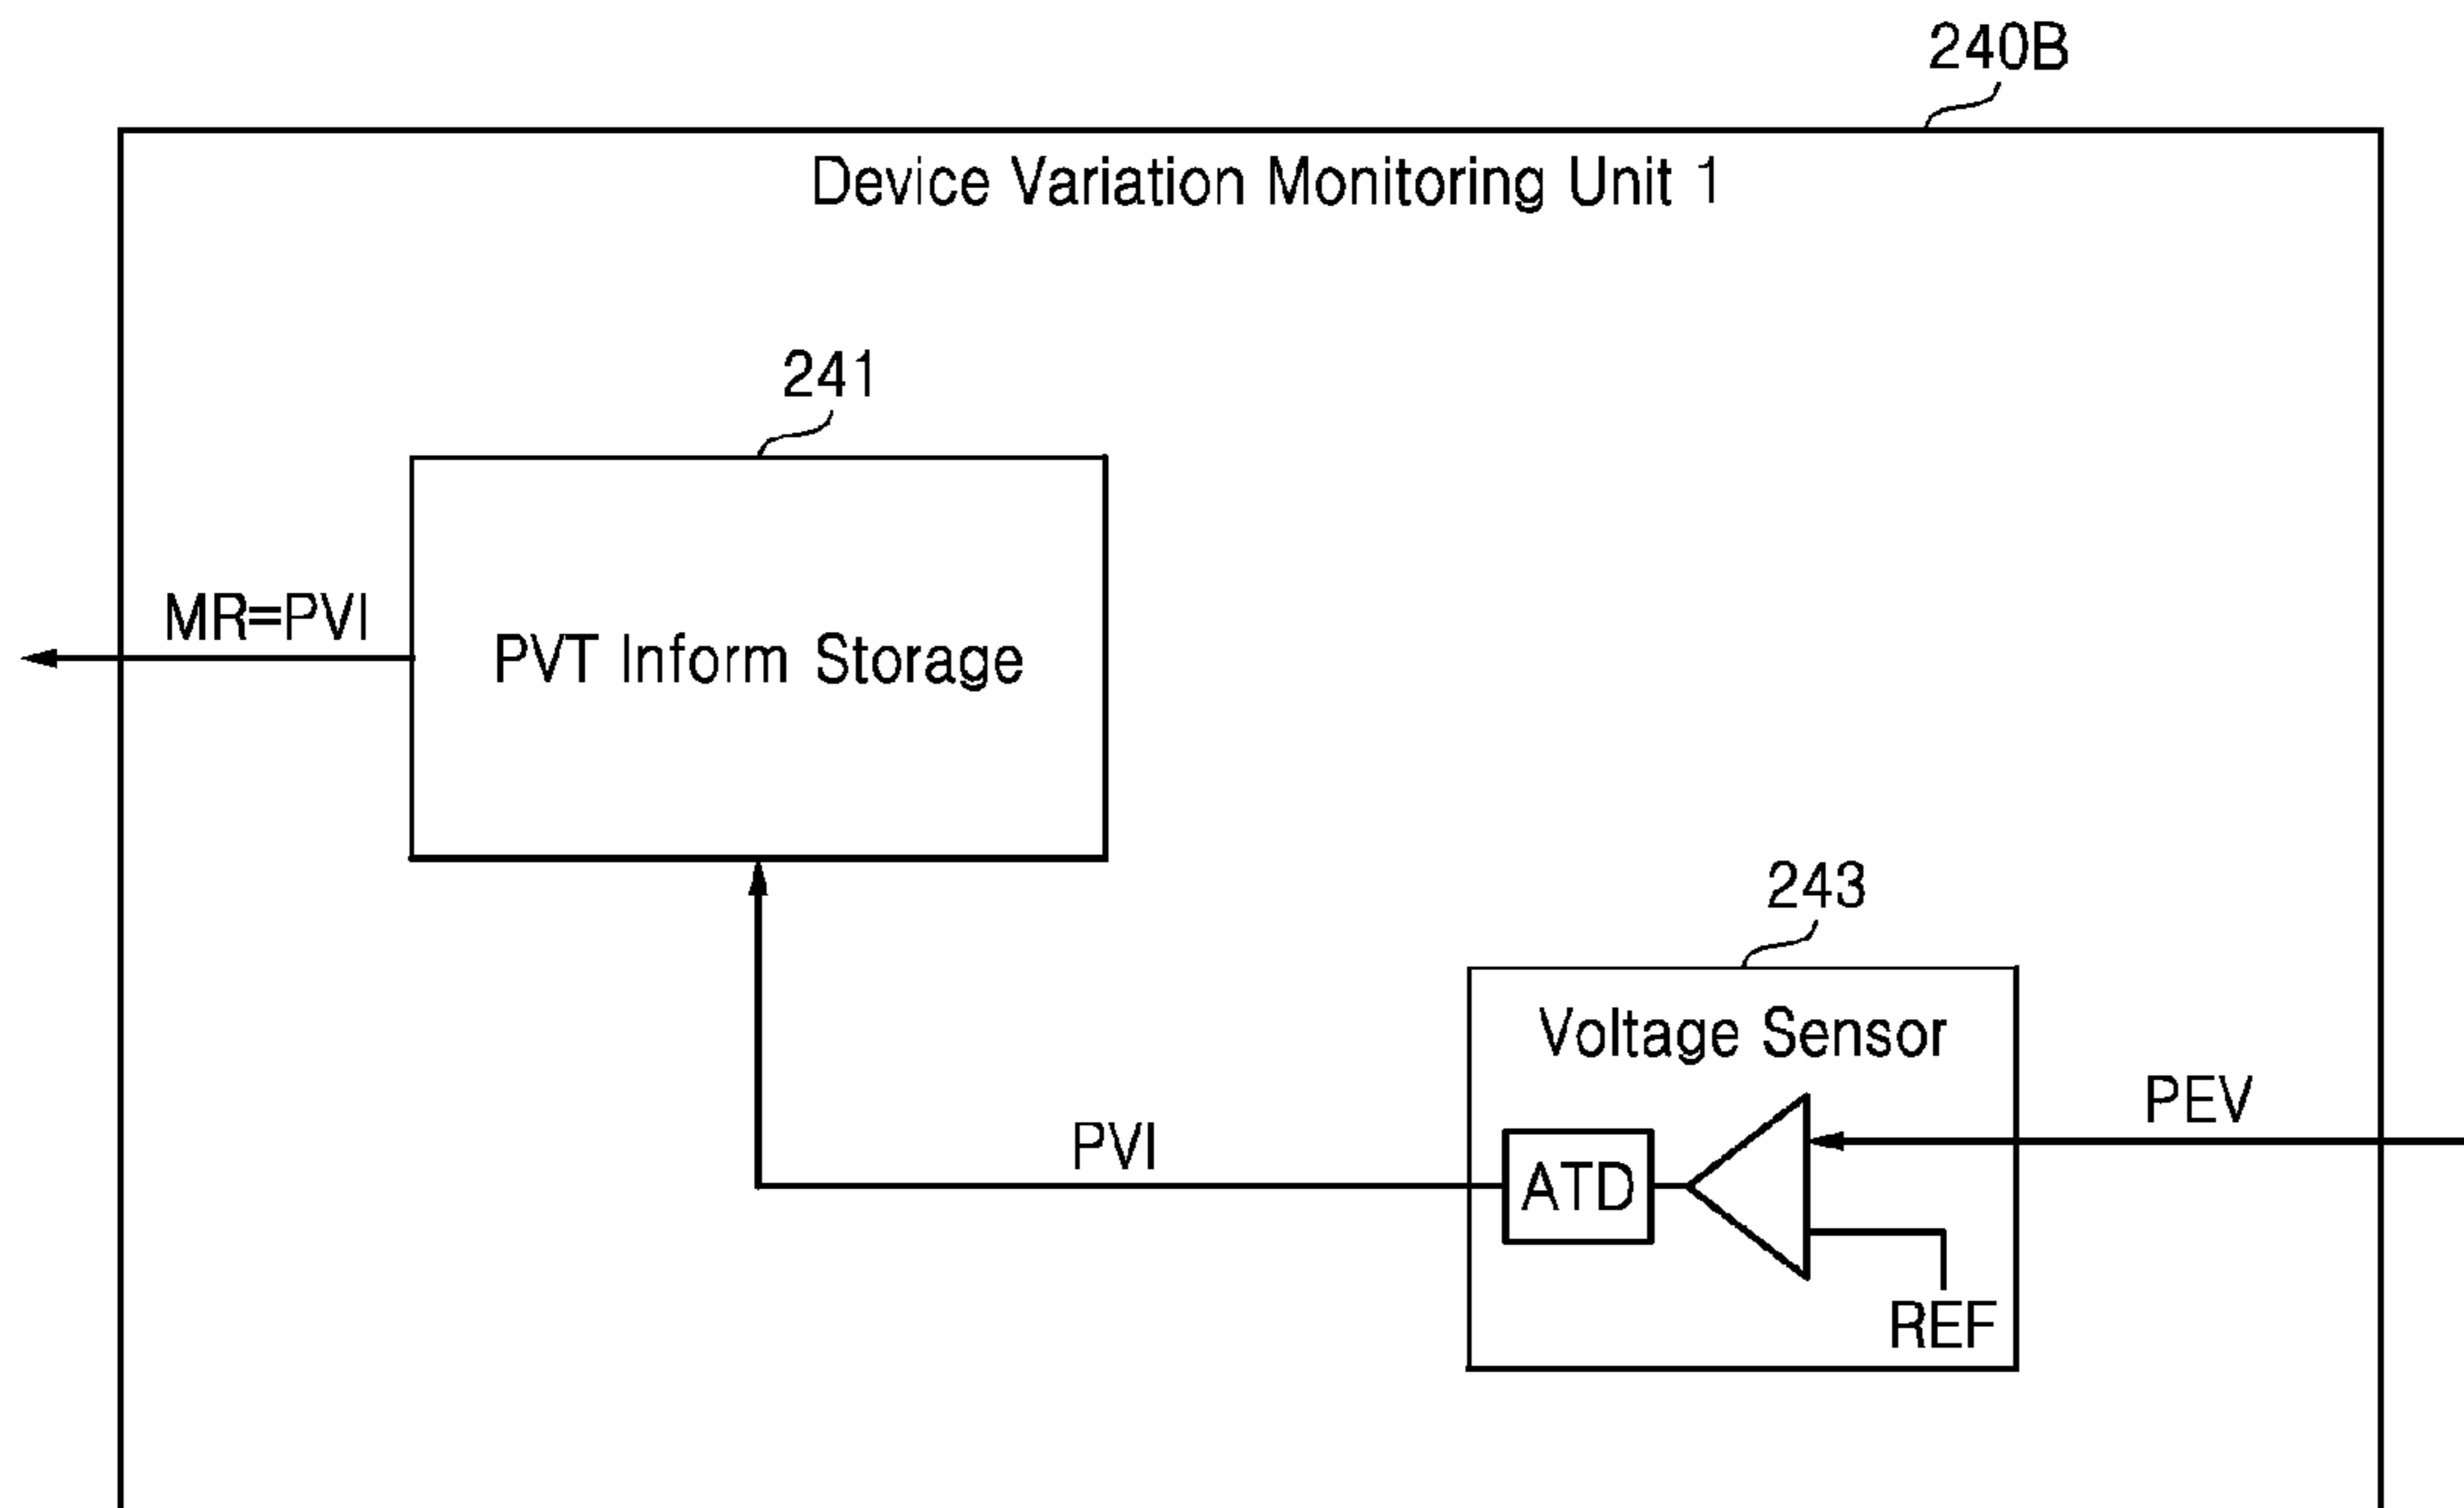 240B
Device Variation Monitoring Unit 1
241
MR=PVI
PVT Inform Storage
243
Voltage Sensor
PEV
PVI
ATD
REF